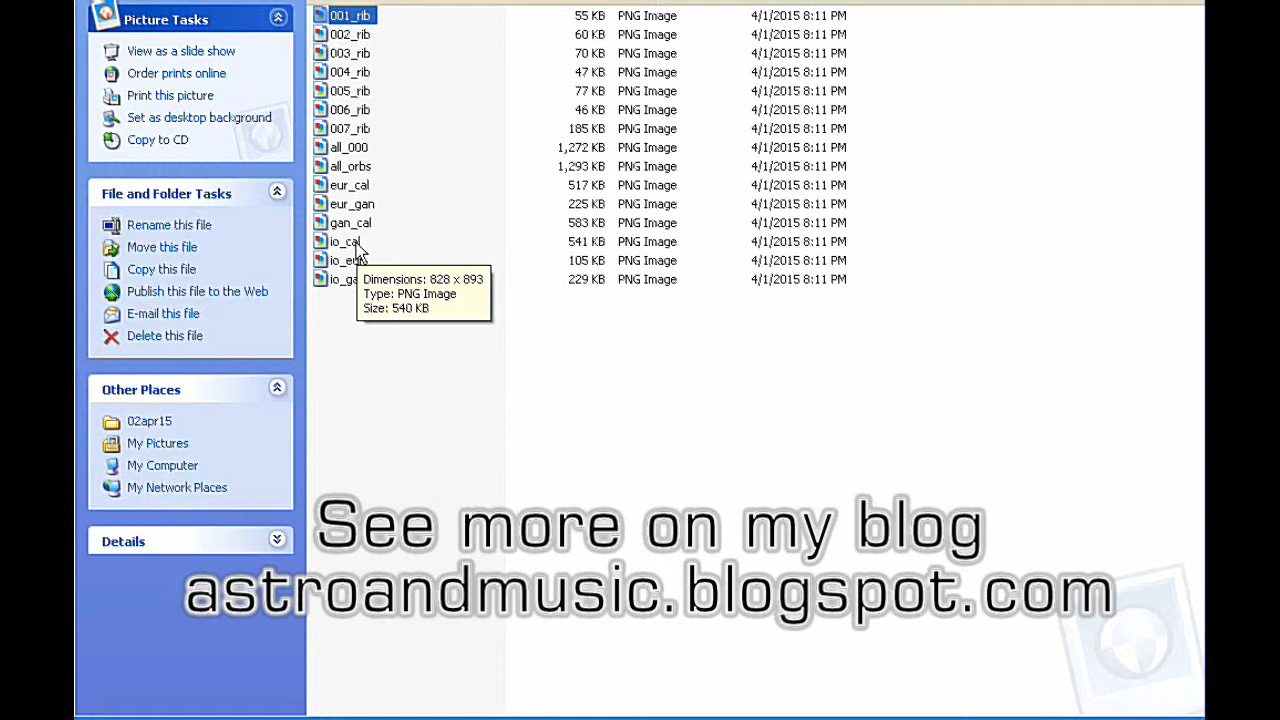 Picture Tasks
View as a slide show
Order prints online
Print this picture
Set as desktop background
Copy to CD
File and Folder Tasks
Rename this file
Move this file
Copy this file
Publish this file to the Web
E-mail this file
Delete this file
Other Places
02apr15
My Pictures
My Computer
My Network Places
Details
001_rib 55 KB PNG Image 4/1/2015 8:11 PM
002_rib 60 KB PNG Image 4/1/2015 8:11 PM
003_rib 70 KB PNG Image 4/1/2015 8:11 PM
004_rib 47 KB PNG Image 4/1/2015 8:11 PM
005_rib 77 KB PNG Image 4/1/2015 8:11 PM
006_rib 46 KB PNG Image 4/1/2015 8:11 PM
007_rib 185 KB PNG Image 4/1/2015 8:11 PM
all_000 1,272 KB PNG Image 4/1/2015 8:11 PM
all_orbs 1,293 KB PNG Image 4/1/2015 8:11 PM
eur_cal 517 KB PNG Image 4/1/2015 8:11 PM
eur_gan 225 KB PNG Image 4/1/2015 8:11 PM
gan_cal 583 KB PNG Image 4/1/2015 8:11 PM
io_cal 541 KB PNG Image 4/1/2015 8:11 PM
105 KB PNG Image 4/1/2015 8:11 PM
229 KB PNG Image 4/1/2015 8:11 PM
Dimensions: 828 x 893
Type: PNG Image
Size: 540 KB
See more on my blog
astroandmusic.blogspot.com